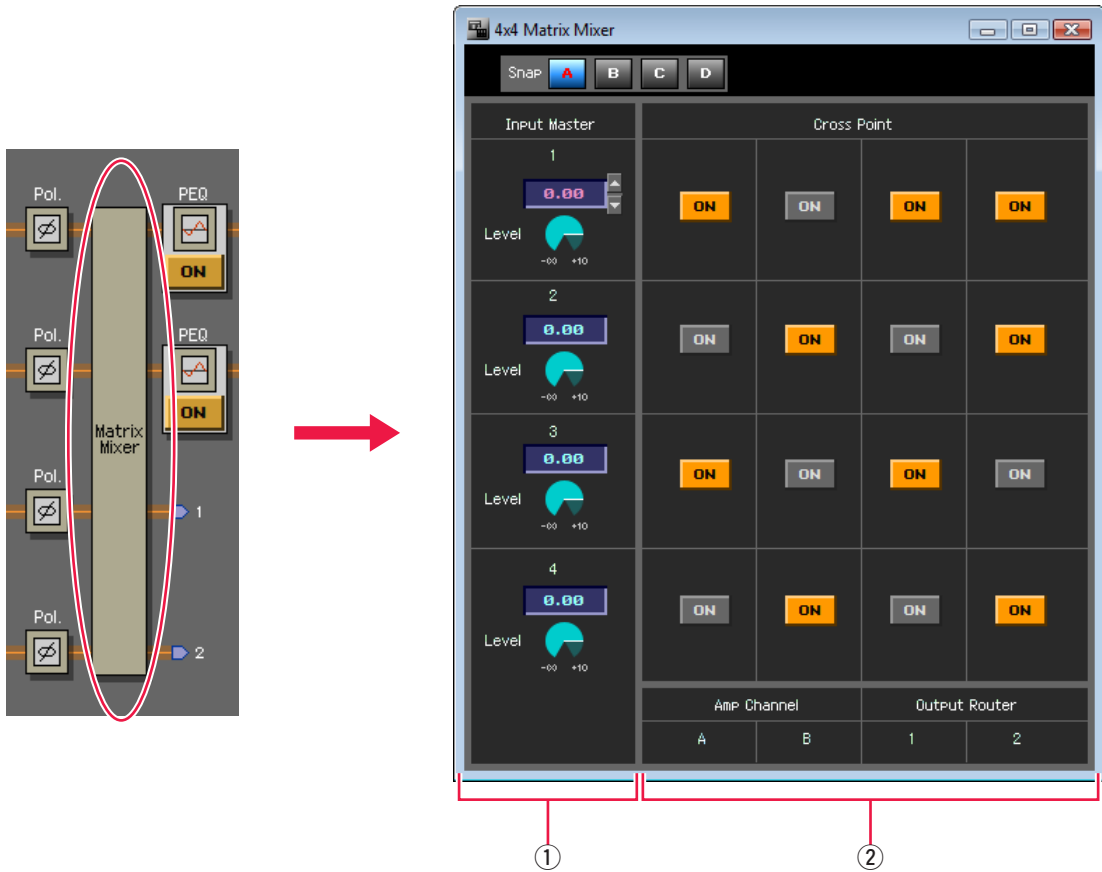 Pol.
PEQ
ON
Pol.
PEQ
ON
Matrix
Mixer
Pol.
1
Pol.
2
4x4 Matrix Mixer
Snap A B C D
Input Master
Cross Point
1
0.00
Level
-∞ +10
ON ON ON ON
2
0.00
Level
-∞ +10
ON ON ON ON
3
0.00
Level
-∞ +10
ON ON ON ON
4
0.00
Level
-∞ +10
ON ON ON ON
Amp Channel
Output Router
A B 1 2
① ②